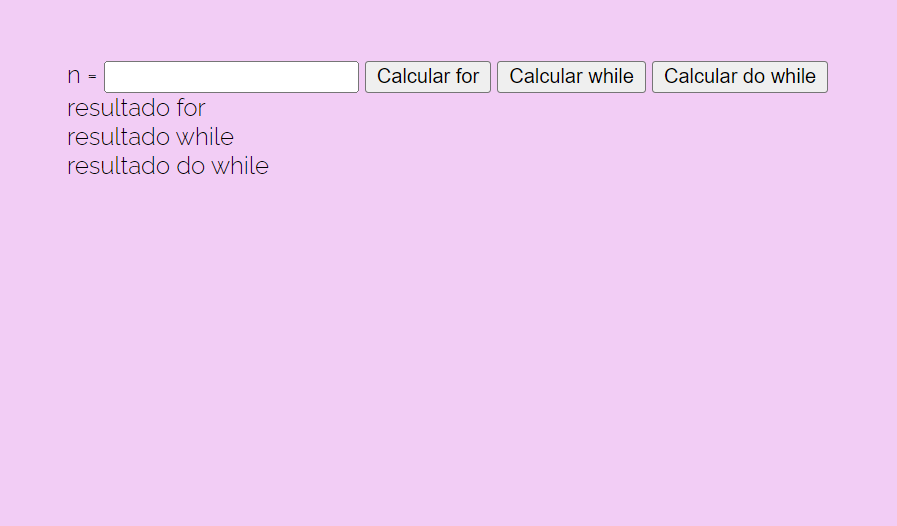 n = Calcular for Calcular while Calcular do while
resultado for
resultado while
resultado do while